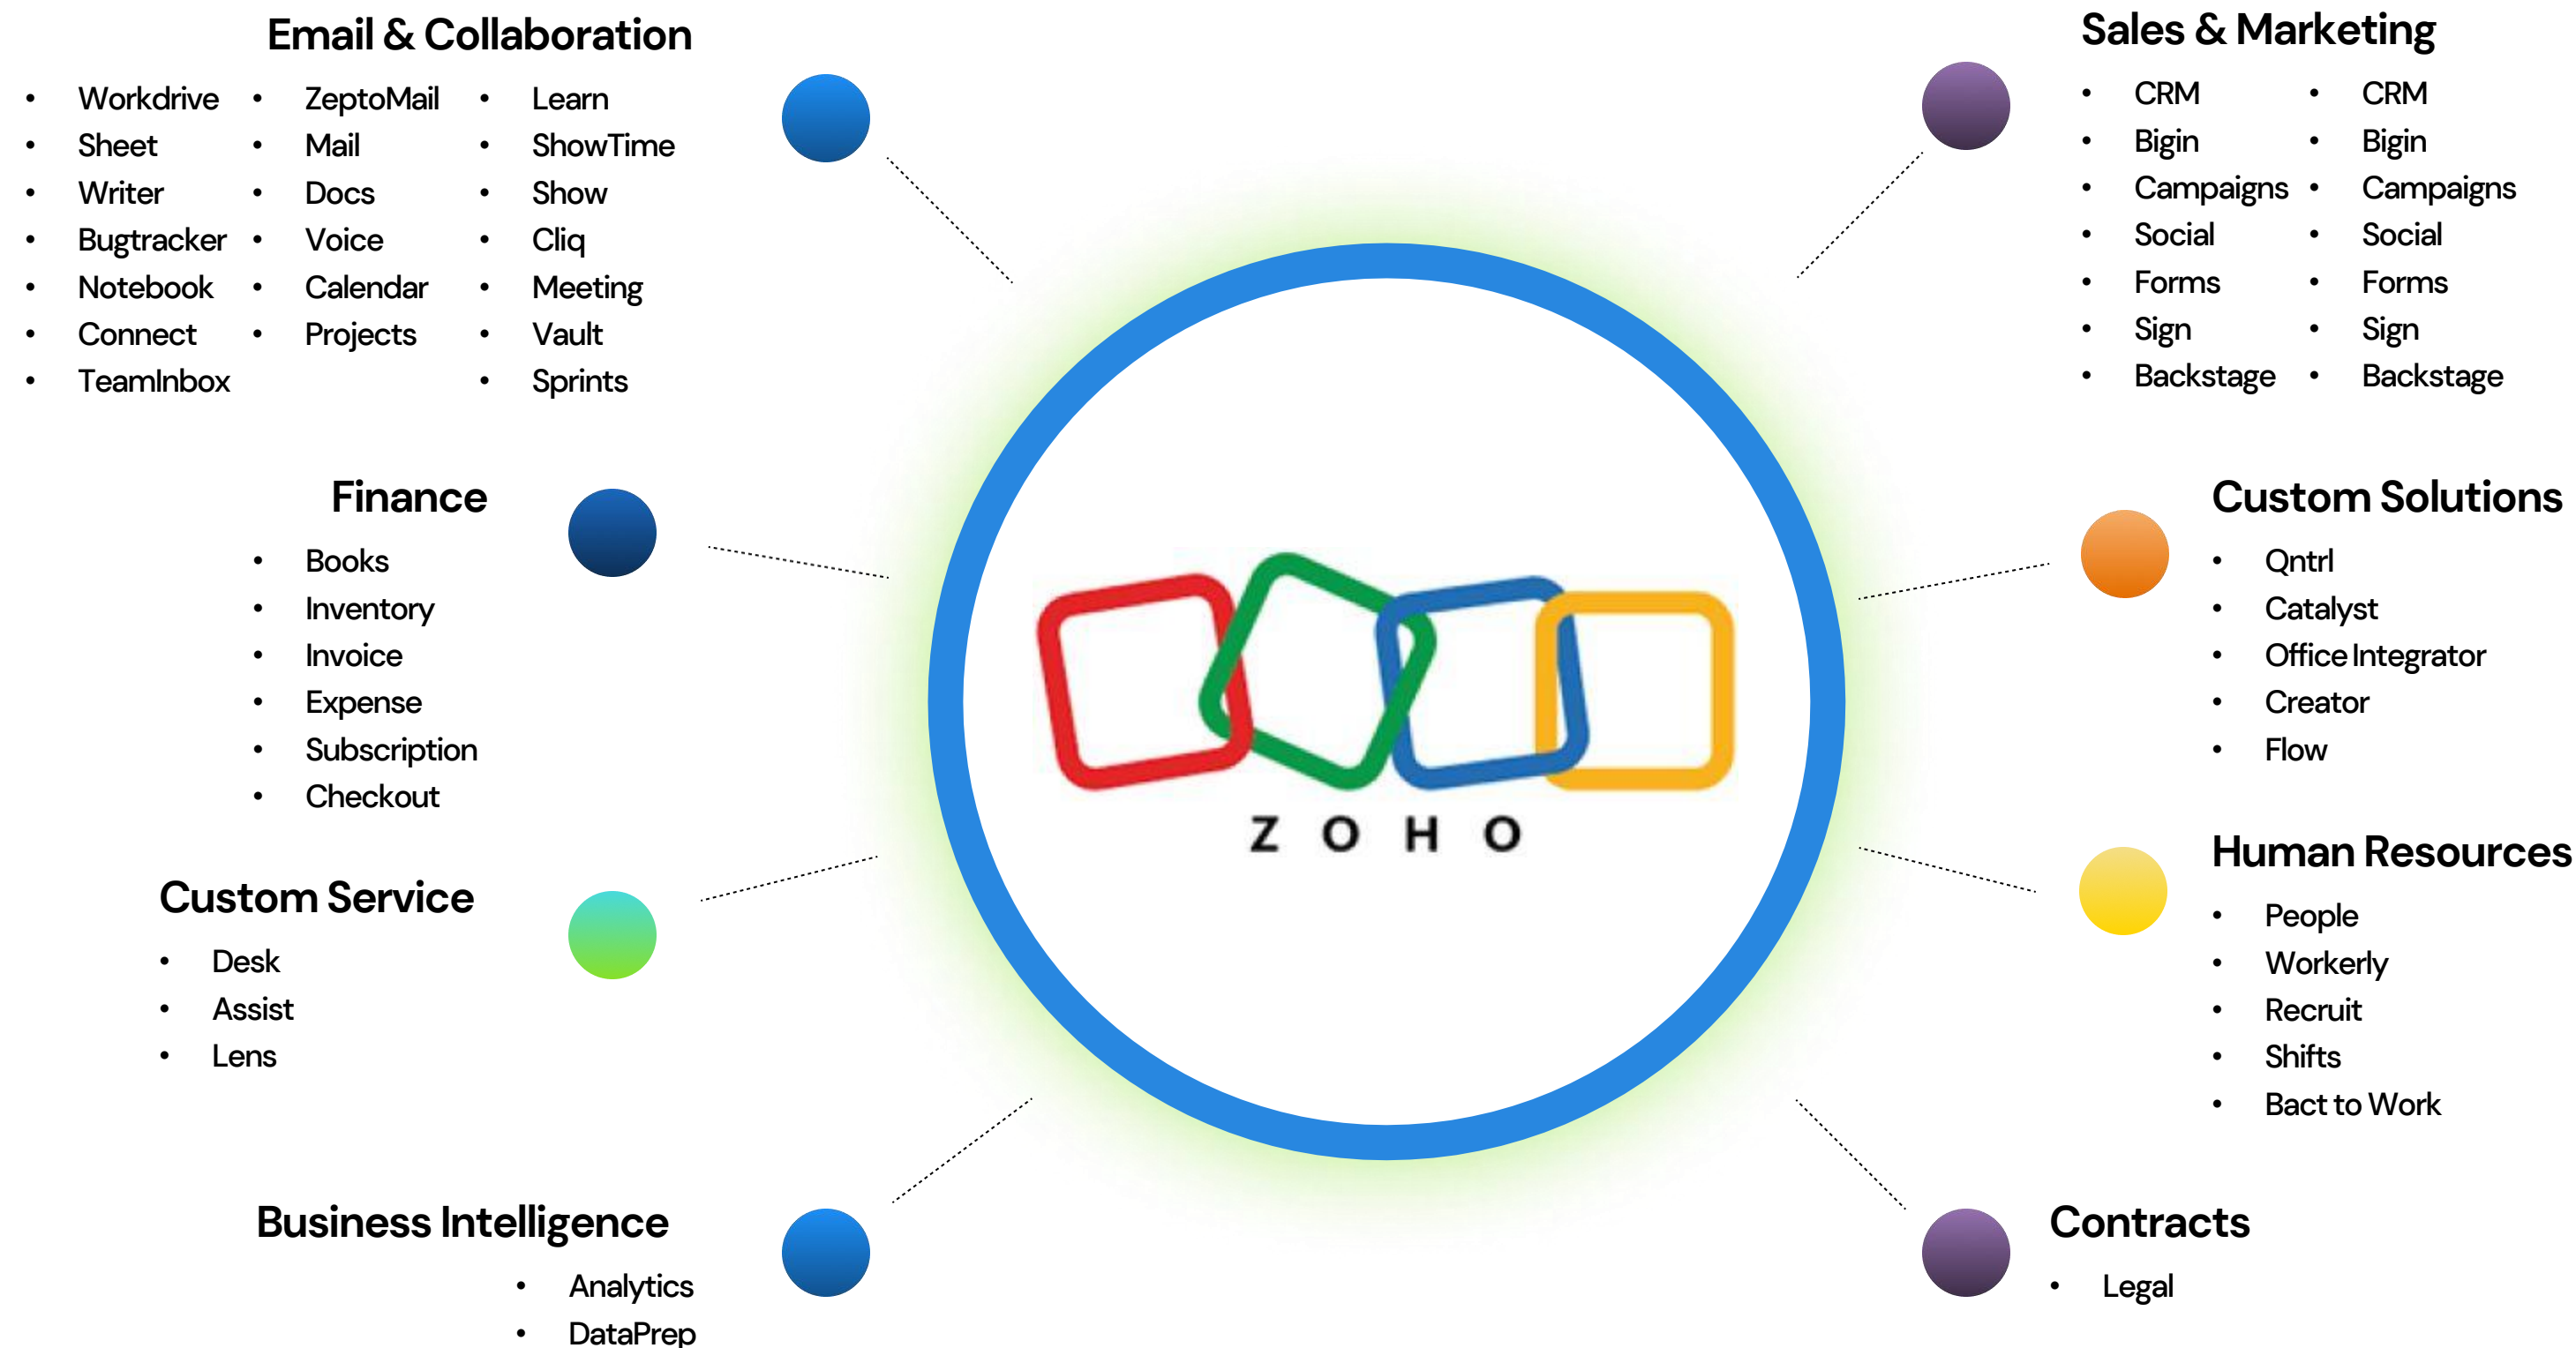 Email & Collaboration
• Workdrive
• Sheet
• Writer
• Bugtracker
• Notebook
• Connect
• TeamInbox
• ZeptoMail
• Mail
• Docs
• Voice
• Calendar
• Projects
• Learn
• ShowTime
• Show
• Cliq
• Meeting
• Vault
• Sprints
Finance
• Books
• Inventory
• Invoice
• Expense
• Subscription
• Checkout
Custom Service
• Desk
• Assist
• Lens
Business Intelligence
• Analytics
• DataPrep
ZOHO
Sales & Marketing
• CRM
• Bigin
• Campaigns
• Social
• Forms
• Sign
• Backstage
• CRM
• Bigin
• Campaigns
• Social
• Forms
• Sign
• Backstage
Custom Solutions
• Qntrl
• Catalyst
• Office Integrator
• Creator
• Flow
Human Resources
• People
• Workerly
• Recruit
• Shifts
• Bact to Work
Contracts
• Legal